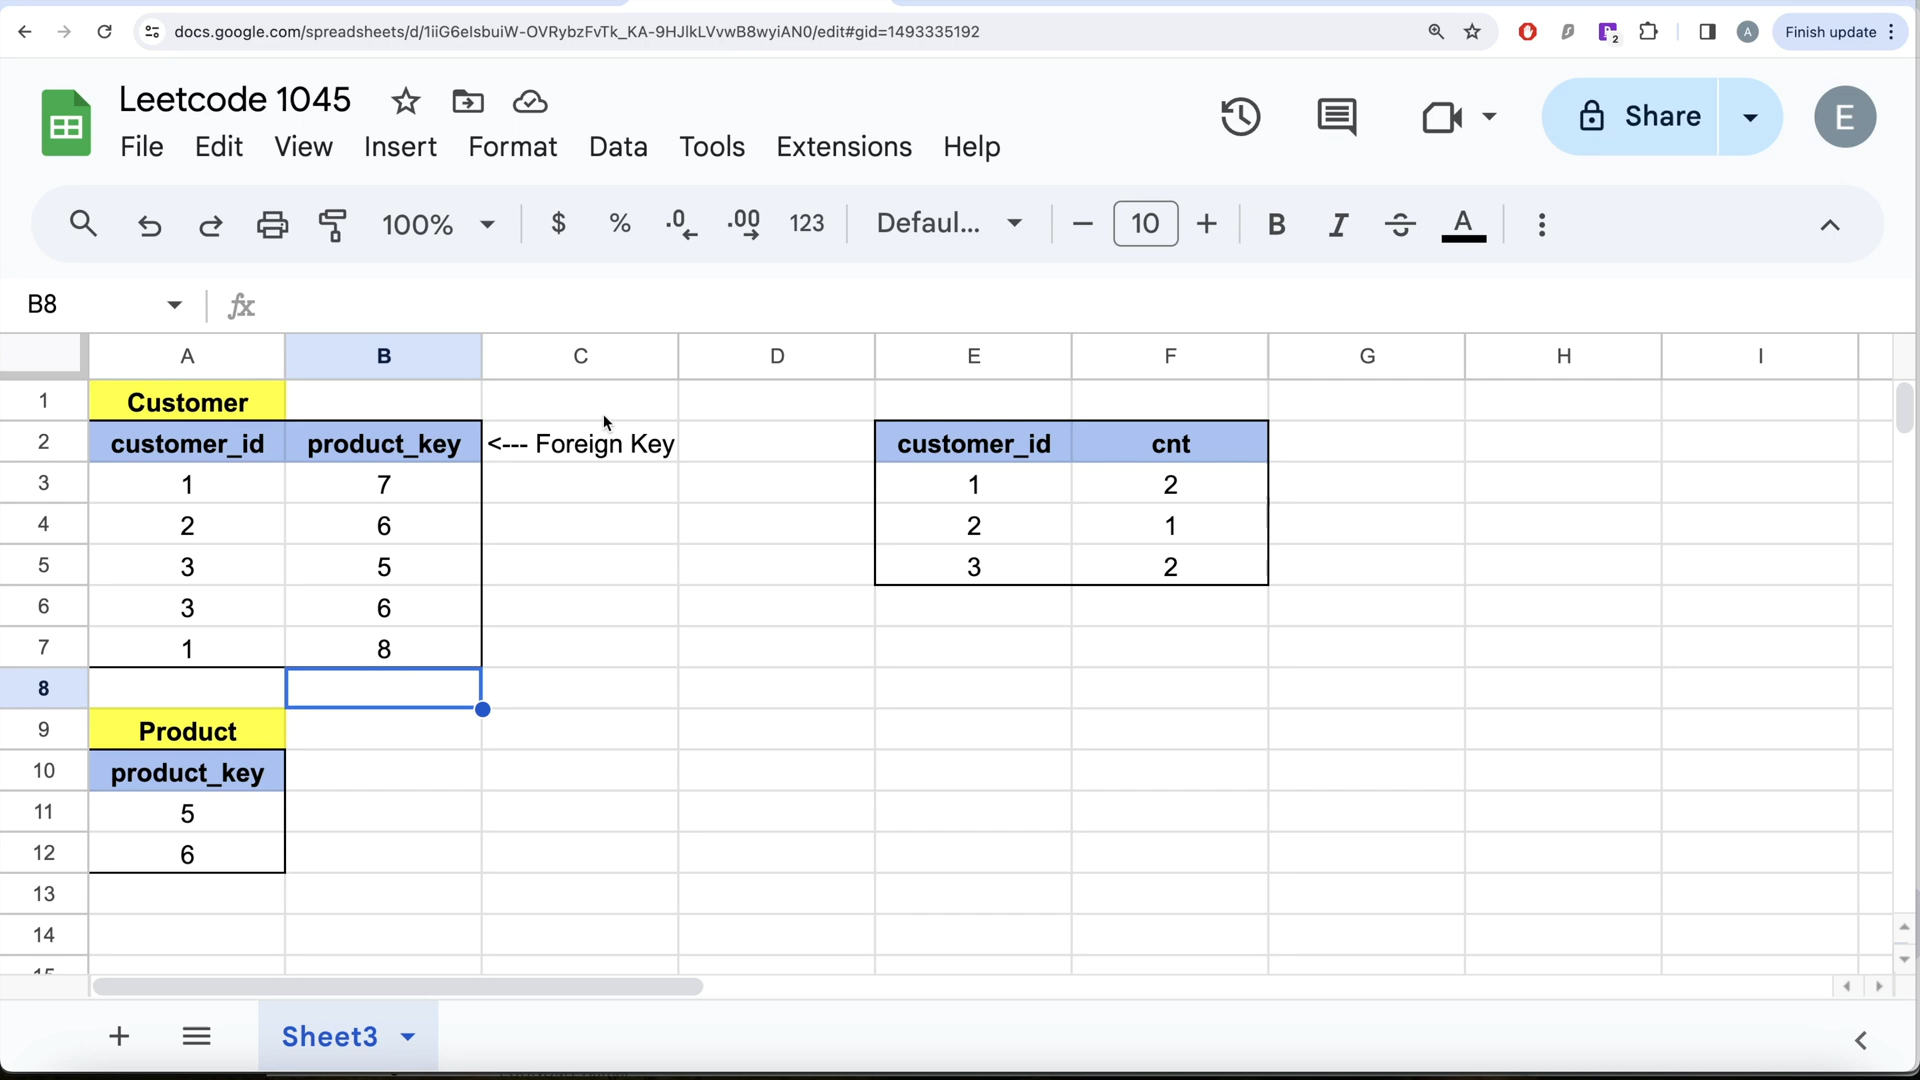 docs.google.com/spreadsheets/d/1iiG6eIsbuiW-OVRybzFvTk_KA-9HJlkLVvwB8wyiAN0/edit#gid=1493335192
2
A
Finish update
Leetcode 1045
Share
E
File Edit View Insert Format Data Tools Extensions Help
100% $ % .0 .00 123 Defaul... 10 B I S A
B8 fx
A B C D E F G H I
1 Customer
2 customer_id product_key <--- Foreign Key customer_id cnt
3 1 7 1 2
4 2 6 2 1
5 3 5 3 2
6 3 6
7 1 8
8
9 Product
10 product_key
11 5
12 6
13
14
15
Sheet3